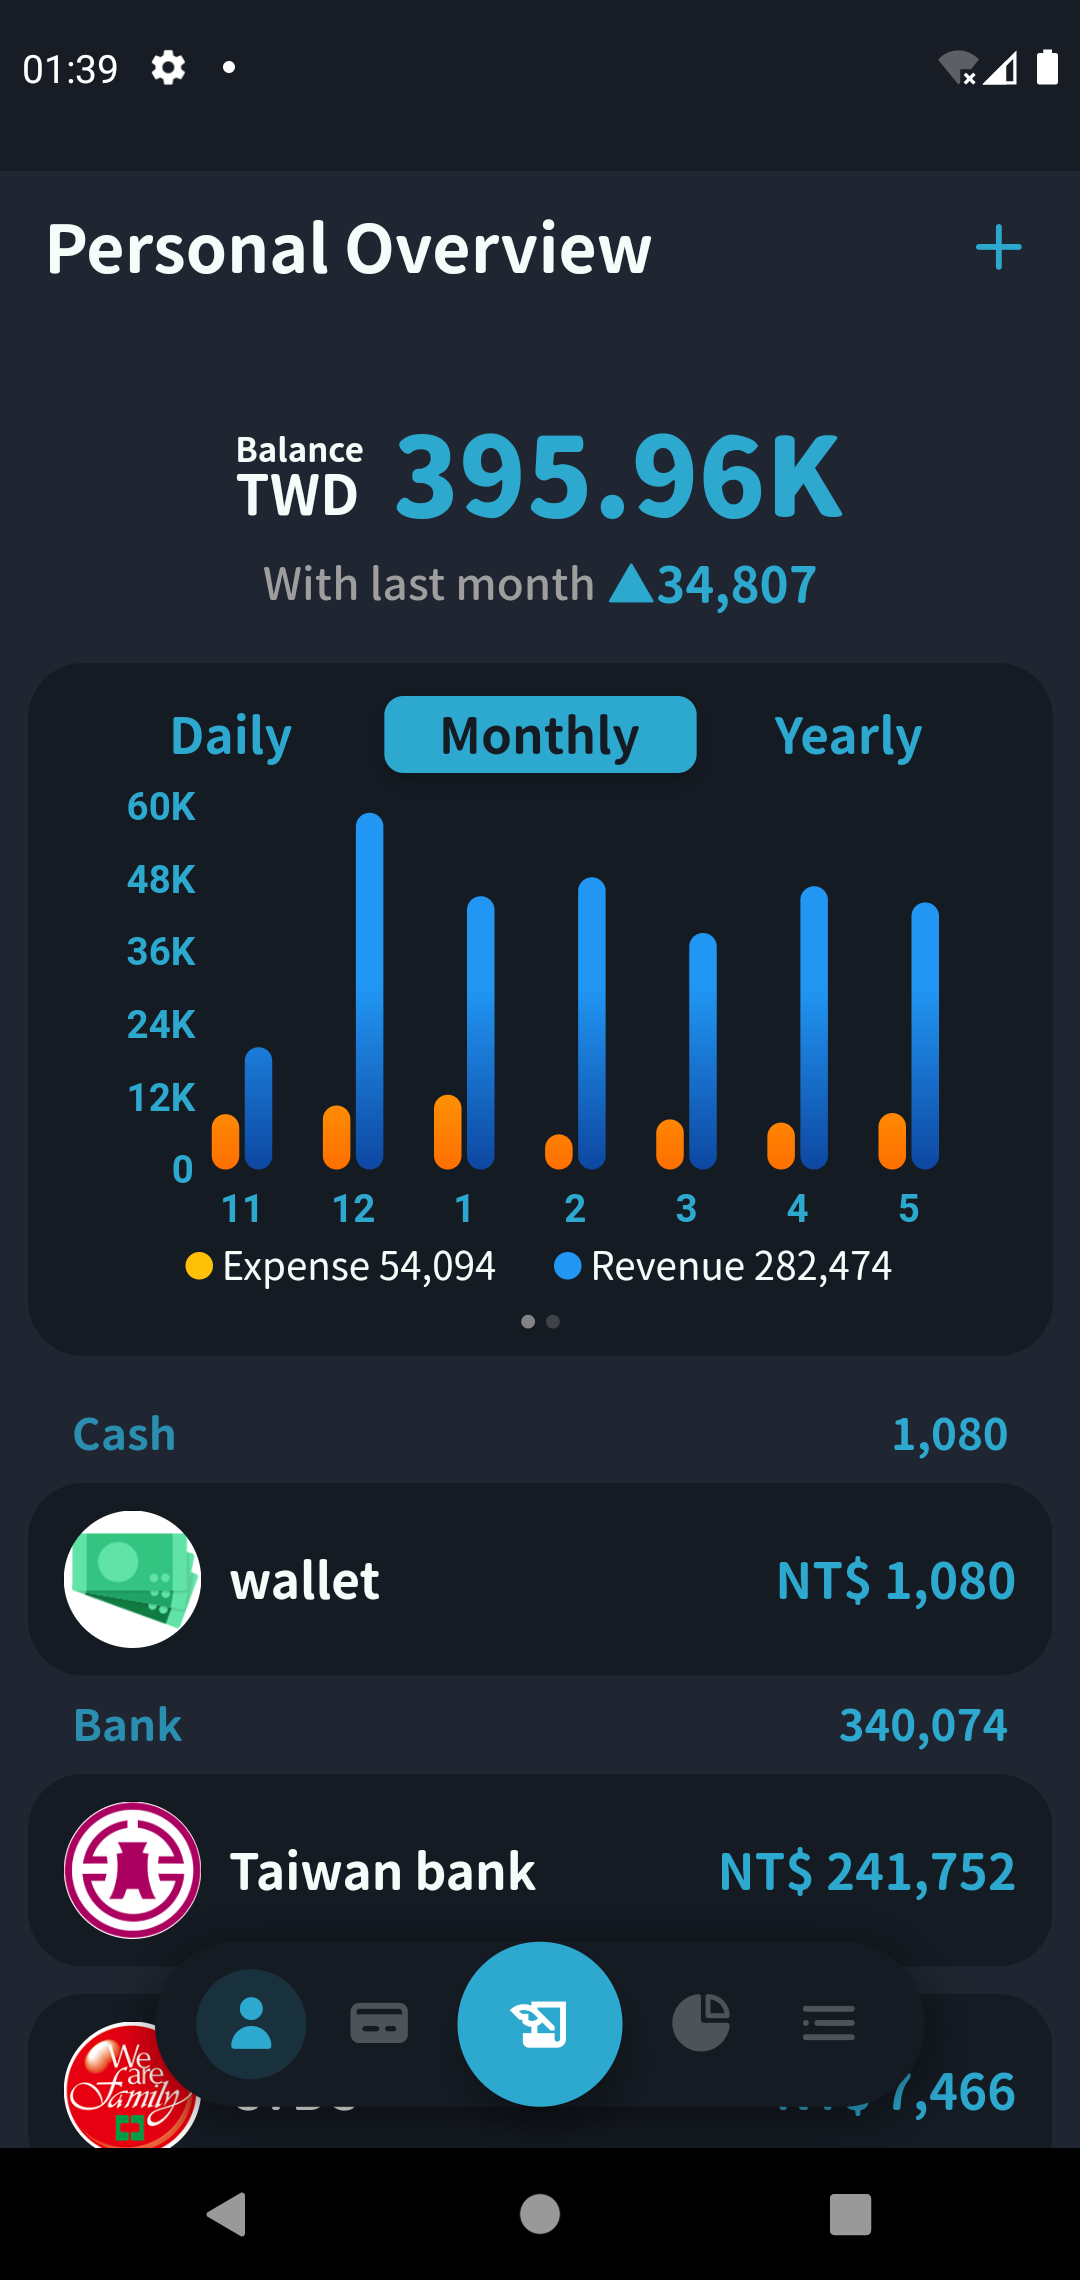 01:39
Personal Overview
Balance
TWD 395.96K
With last month ▲34,807
Daily Monthly Yearly
60K
48K
36K
24K
12K
0
11 12 1 2 3 4 5
Expense 54,094 Revenue 282,474
Cash 1,080
wallet NT$ 1,080
Bank 340,074
Taiwan bank NT$ 241,752
We
are
Family
7,466